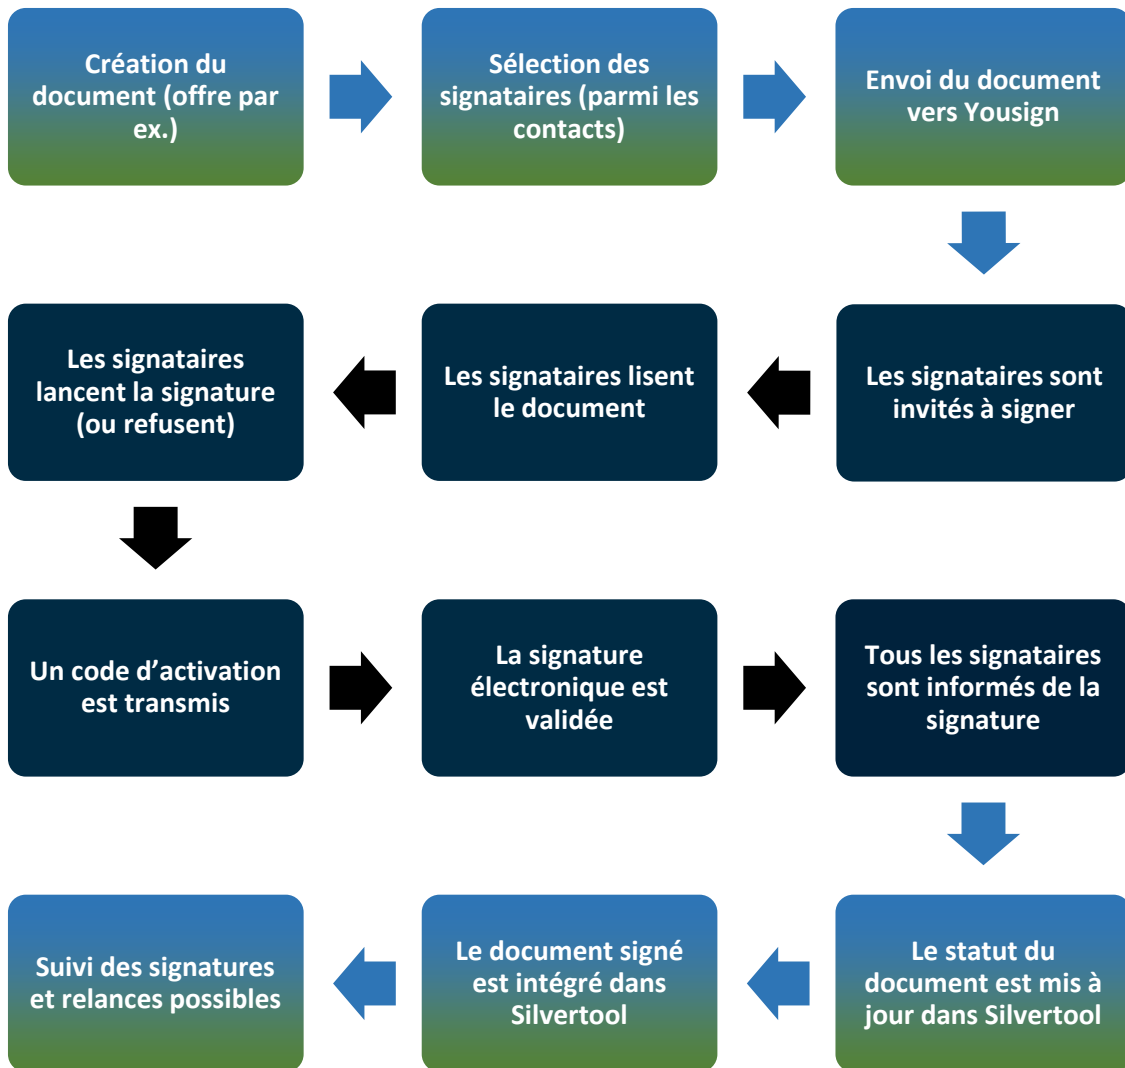 Création du
document (offre par
ex.)
Sélection des
signataires (parmi les
contacts)
Envoi du document
vers Yousign
Les signataires sont
invités à signer
Les signataires lisent
le document
Les signataires
lancent la signature
(ou refusent)
Un code d’activation
est transmis
La signature
électronique est
validée
Tous les signataires
sont informés de la
signature
Le statut du
document est mis à
jour dans Silvertool
Le document signé
est intégré dans
Silvertool
Suivi des signatures
et relances possibles